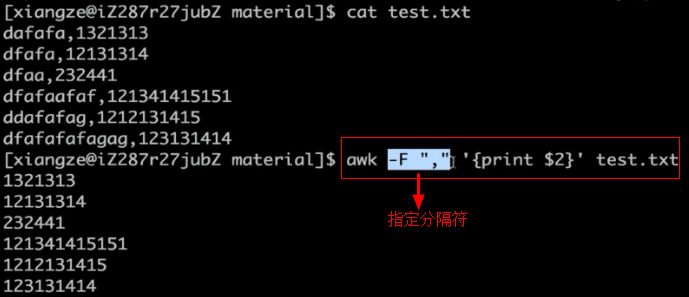 [xiangze@iZ287r27jubZ material]$ cat test.txt
dafafa,1321313
dfafa,12131314
dfaa,232441
dfafaafaf,121341415151
ddafafag,1212131415
dfafafafagag,123131414
[xiangze@iZ287r27jubZ material]$ awk -F "," '{print $2}' test.txt
1321313
12131314
232441
121341415151
1212131415
123131414
指定分隔符